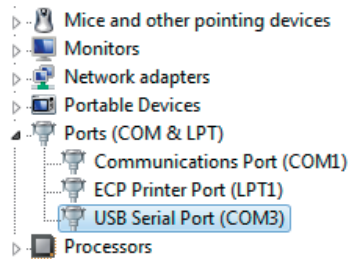 Mice and other pointing devices
Monitors
Network adapters
Portable Devices
Ports (COM & LPT)
Communications Port (COM1)
ECP Printer Port (LPT1)
USB Serial Port (COM3)
Processors